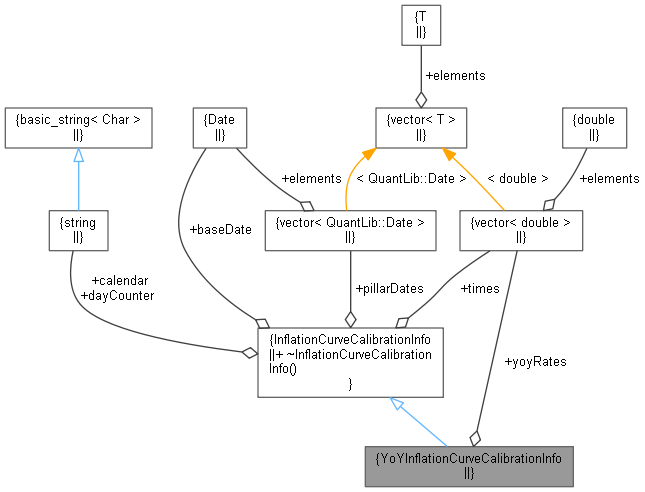 {T
||}
+elements
{basic_string< Char >
||}
{Date
||}
{vector< T >
||}
{double
||}
+elements
< QuantLib::Date >
< double >
+elements
{string
||}
+baseDate
{vector< QuantLib::Date >
||}
{vector< double >
||}
+calendar
+dayCounter
+pillarDates
+times
{InflationCurveCalibrationInfo
||+ ~InflationCurveCalibration
Info()
}
+yoyRates
{YoYInflationCurveCalibrationInfo
||}